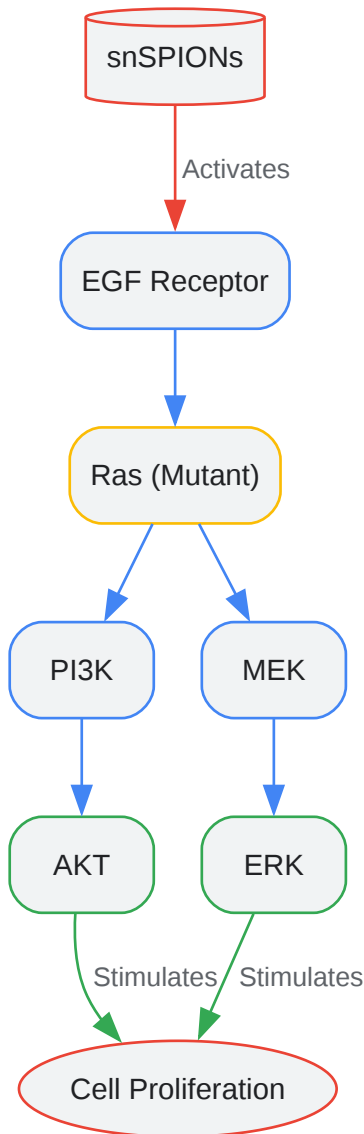 snSPIONs
Activates
EGF Receptor
Ras (Mutant)
PI3K
MEK
AKT
ERK
Stimulates
Stimulates
Cell Proliferation